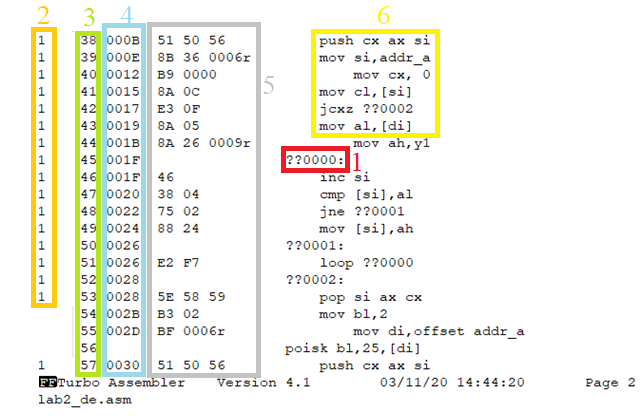 2 3 4 6
1 38 000B 51 50 56 push cx ax si
1 39 000E 8B 36 0006r mov si,addr_a
1 40 0012 B9 0000 mov cx, 0
1 41 0015 8A 0C mov cl,[si]
1 42 0017 E3 0F jcxz ??0002
1 43 0019 8A 05 mov al,[di]
1 44 001B 8A 26 0009r mov ah,y1
1 45 001F ??0000:
1 46 001F 46 inc si
1 47 0020 38 04 cmp [si],al
1 48 0022 75 02 jne ??0001
1 49 0024 88 24 mov [si],ah
1 50 0026 ??0001:
1 51 0026 E2 F7 loop ??0000
1 52 0028 ??0002:
1 53 0028 5E 58 59 pop si ax cx
54 002B B3 02 mov bl,2
55 002D BF 0006r mov di,offset addr_a
56 poisk bl,25,[di]
1 57 0030 51 50 56 push cx ax si
FFTurbo Assembler Version 4.1 03/11/20 14:44:20 Page 2
lab2_de.asm
5
1